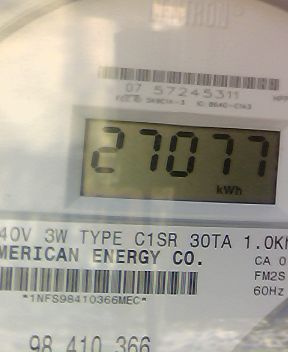 07 57245311
27077
kWh
40V 3W TYPE C1SR 30TA 1.0K
MERICAN ENERGY CO.
CA 0
FM2S
*1NFS98410366MEC*
60Hz
98 410 366